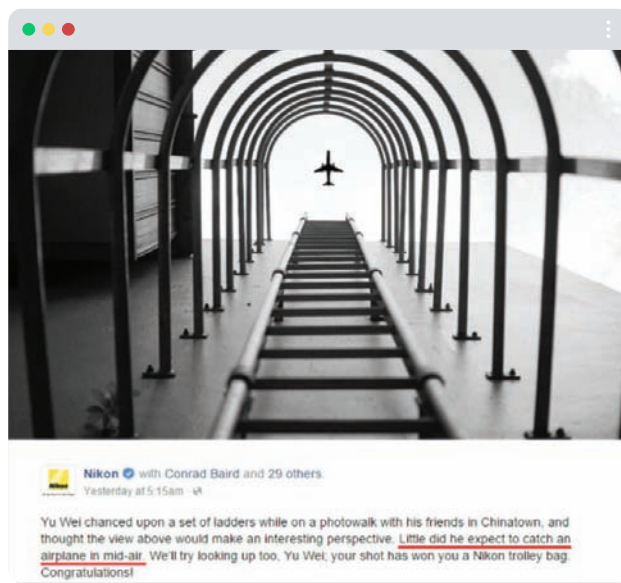 Nikon with Conrad Baird and 29 others.
Yesterday at 5:15am
Yu Wei chanced upon a set of ladders while on a photowalk with his friends in Chinatown, and
thought the view above would make an interesting perspective. Little did he expect to catch an
airplane in mid-air. We'll try looking up too, Yu Wei; your shot has won you a Nikon trolley bag.
Congratulations!